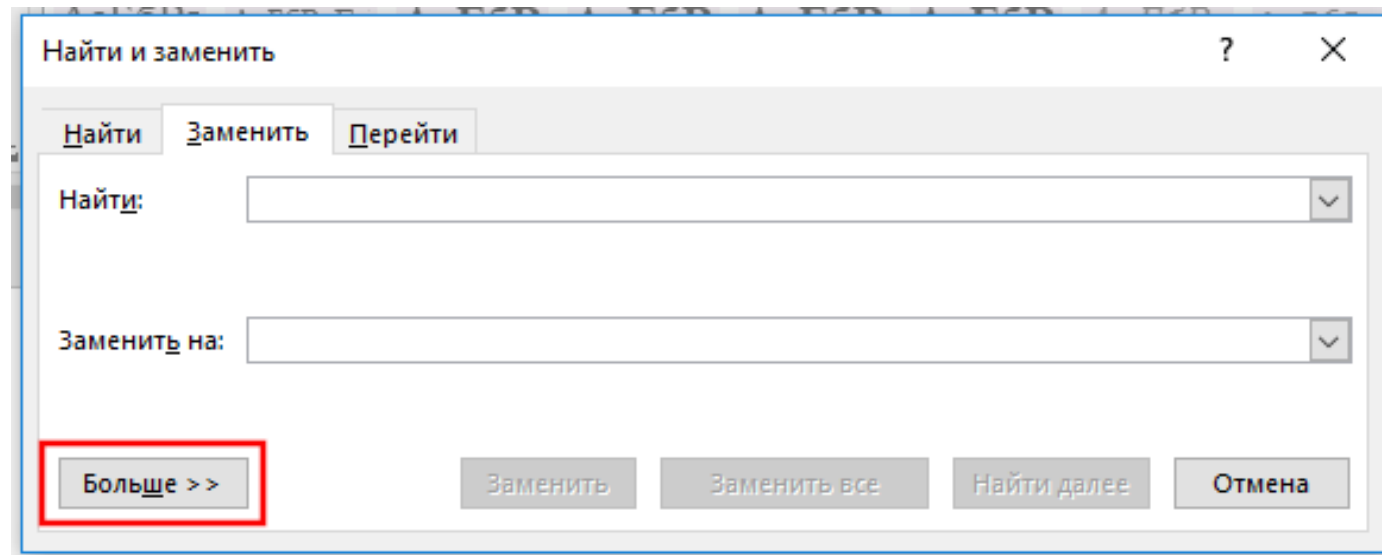 Найти и заменить ?
Найти Заменить Перейти
Найти:
Заменить на:
Больше >> Заменить Заменить все Найти далее Отмена